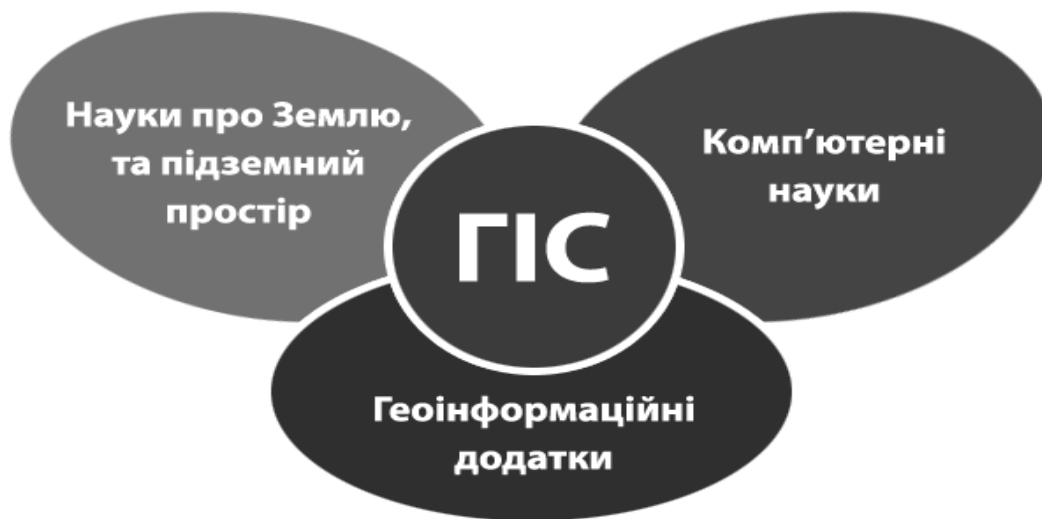 Науки про Землю,
та підземний
простір
Комп’ютерні
науки
ГІС
Геоінформаційні
додатки